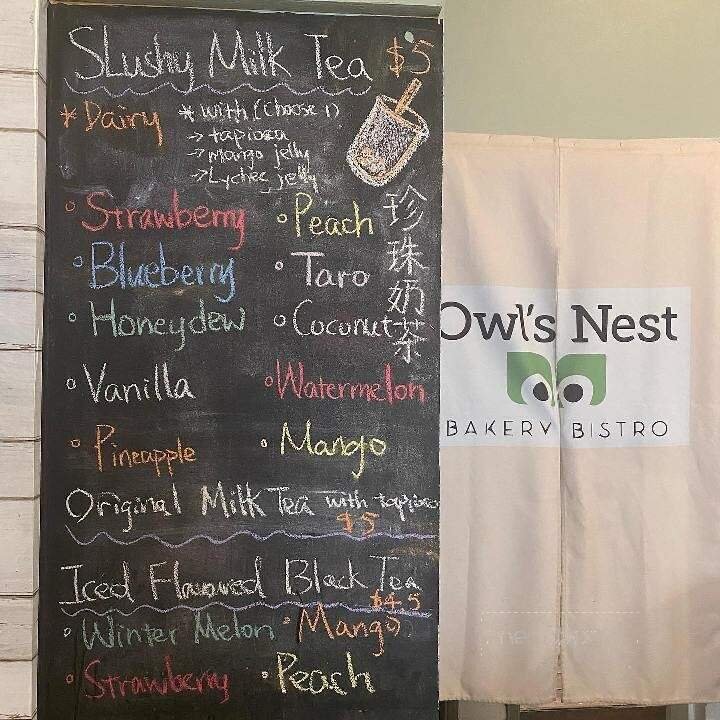 Slushy Milk Tea $5
* Dairy
* with (choose 1)
→ tapioca
→ mango jelly
→ Lychee jelly
Strawberry
Peach
Blueberry
Taro
Honeydew
Coconut
Vanilla
Watermelon
Pineapple
Mango
珍珠奶茶
Original Milk Tea with tapioca
$5
Iced Flavored Black Tea
$4.5
Winter Melon
Mango
Strawberry
Peach
Owl's Nest
BAKERY BISTRO